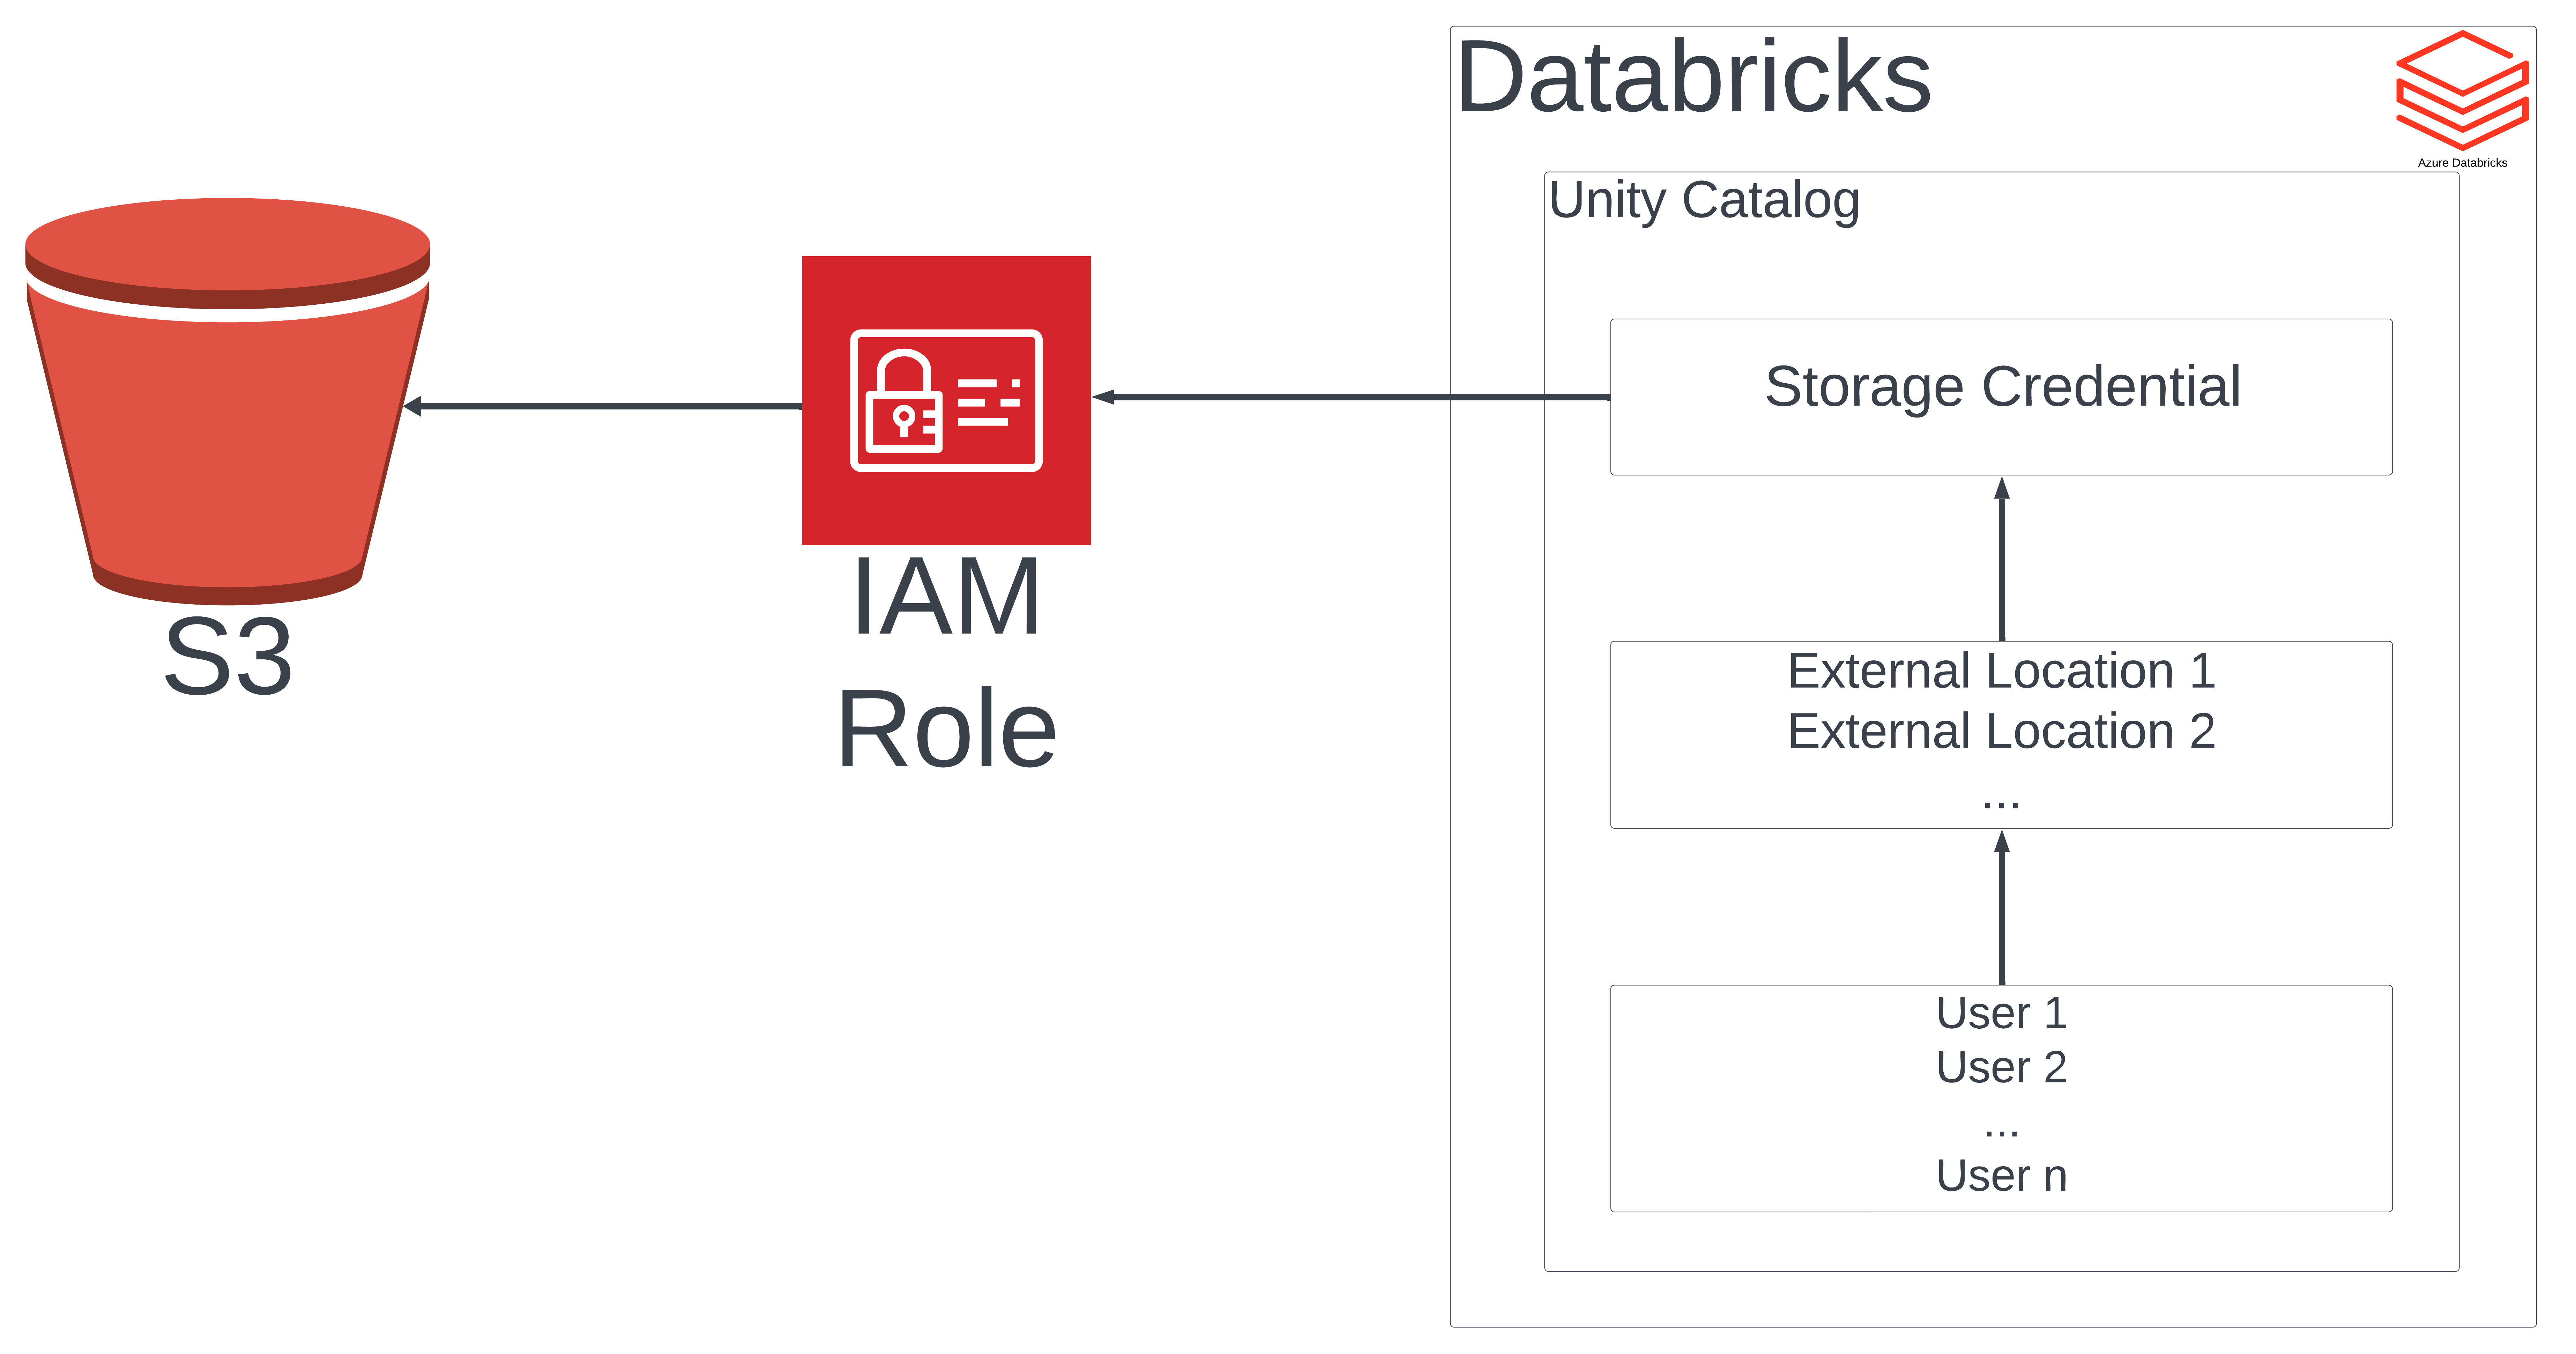 Databricks
Azure Databricks
Unity Catalog
Storage Credential
IAM
Role
S3
External Location 1
External Location 2
...
User 1
User 2
...
User n